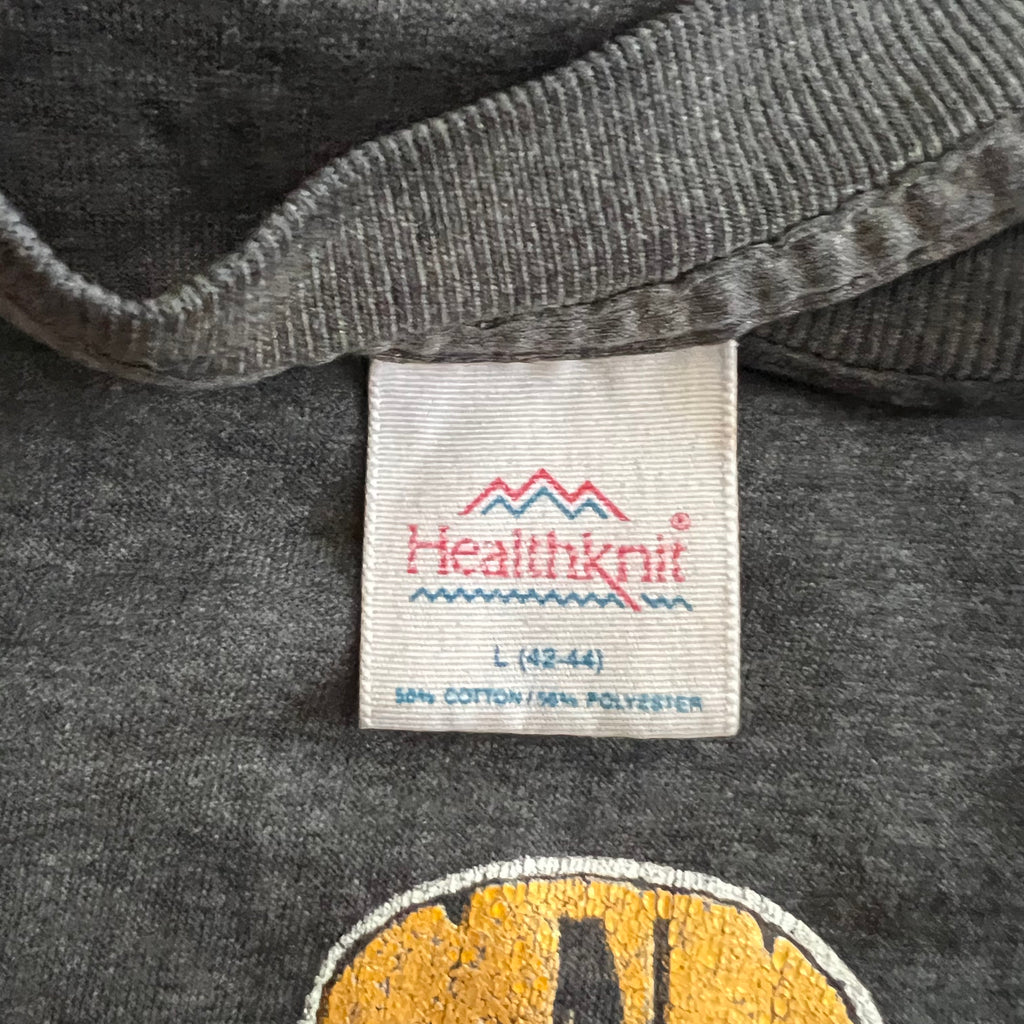 Healthknit®
L (42-44)
50% COTTON/50% POLYESTER